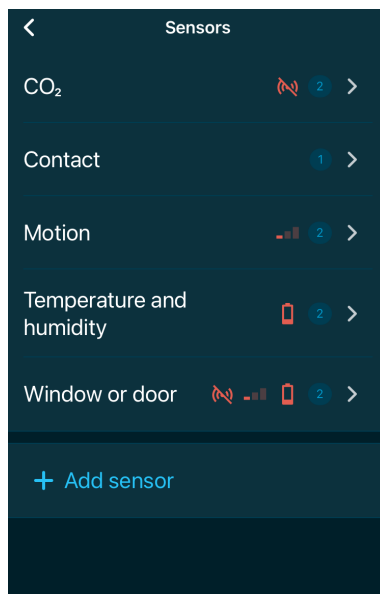 Sensors
CO₂ 2
Contact 1
Motion 2
Temperature and
humidity 2
Window or door 2
+ Add sensor